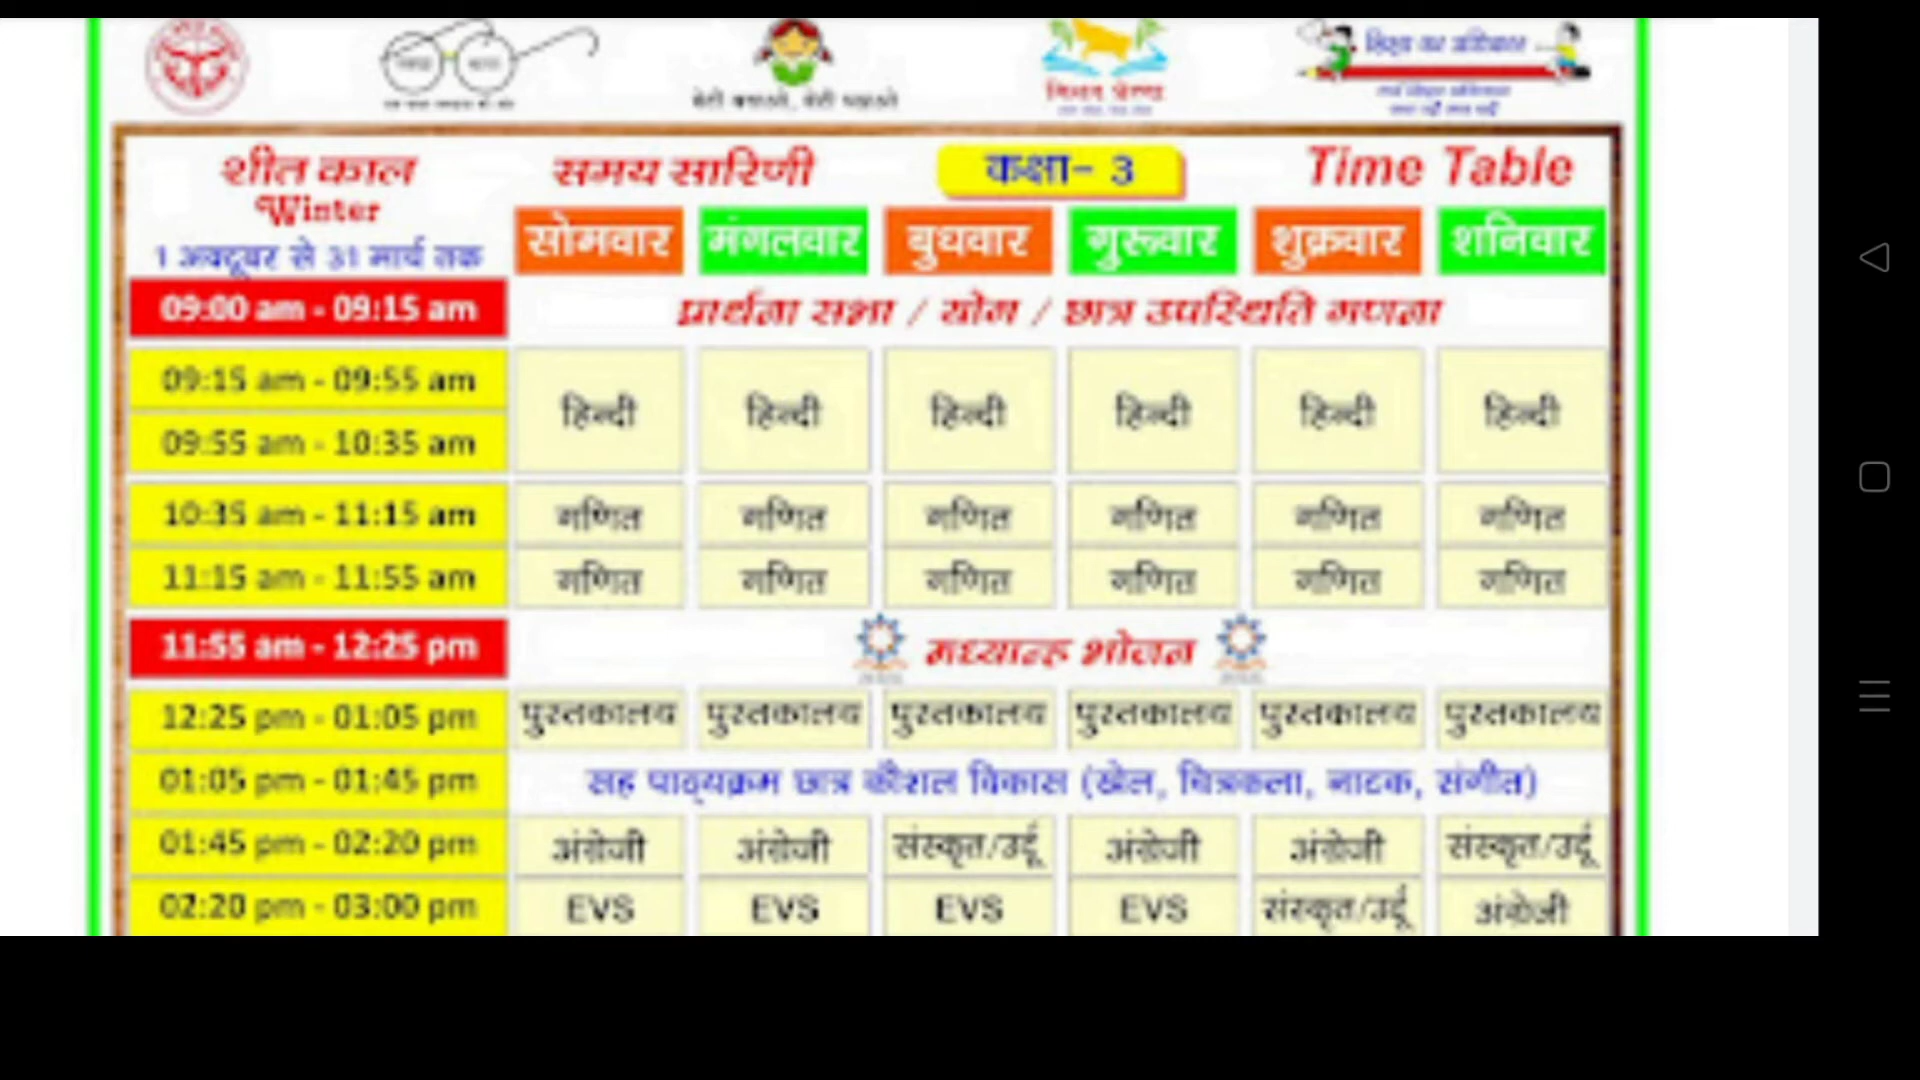 बेटी बचाओ, बेटी पढ़ाओ
मिशन प्रेरणा
शिक्षा का अधिकार
शीत काल
Winter
1 अक्टूबर से 31 मार्च तक
समय सारिणी
कक्षा- 3
Time Table
सोमवार मंगलवार बुधवार गुरूवार शुक्रवार शनिवार
09:00 am - 09:15 am प्रार्थना सभा / योग / छात्र उपस्थिति गणना
09:15 am - 09:55 am
09:55 am - 10:35 am
हिन्दी हिन्दी हिन्दी हिन्दी हिन्दी हिन्दी
10:35 am - 11:15 am गणित गणित गणित गणित गणित गणित
11:15 am - 11:55 am गणित गणित गणित गणित गणित गणित
11:55 am - 12:25 pm मध्यान्ह भोजन
12:25 pm - 01:05 pm पुस्तकालय पुस्तकालय पुस्तकालय पुस्तकालय पुस्तकालय पुस्तकालय
01:05 pm - 01:45 pm सह पाठ्यक्रम छात्र कौशल विकास (खेल, चित्रकला, नाटक, संगीत)
01:45 pm - 02:20 pm अंग्रेजी अंग्रेजी संस्कृत/उर्दू अंग्रेजी अंग्रेजी संस्कृत/उर्दू
02:20 pm - 03:00 pm EVS EVS EVS EVS संस्कृत/उर्दू अंग्रेजी